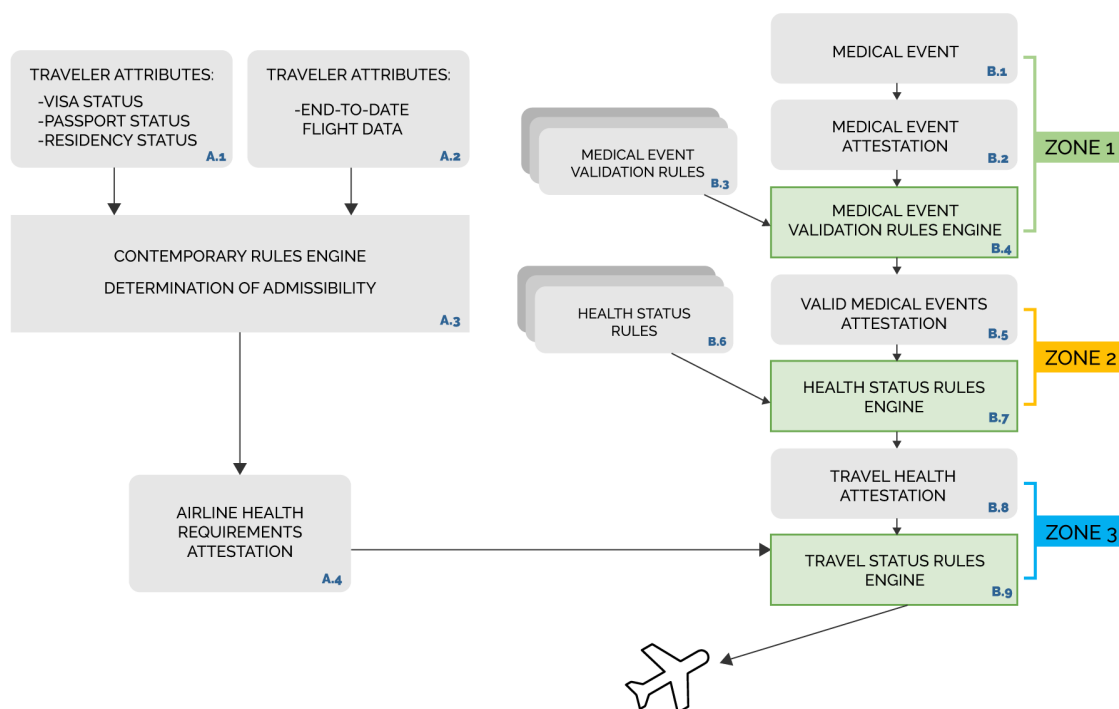 TRAVELER ATTRIBUTES:
-VISA STATUS
-PASSPORT STATUS
-RESIDENCY STATUS
A.1
TRAVELER ATTRIBUTES:
-END-TO-DATE
FLIGHT DATA
A.2
CONTEMPORARY RULES ENGINE
DETERMINATION OF ADMISSIBILITY
A.3
AIRLINE HEALTH
REQUIREMENTS
ATTESTATION
A.4
MEDICAL EVENT
B.1
MEDICAL EVENT
ATTESTATION
B.2
MEDICAL EVENT
VALIDATION RULES
B.3
MEDICAL EVENT
VALIDATION RULES ENGINE
B.4
ZONE 1
VALID MEDICAL EVENTS
ATTESTATION
B.5
HEALTH STATUS
RULES
B.6
HEALTH STATUS RULES
ENGINE
B.7
ZONE 2
TRAVEL HEALTH
ATTESTATION
B.8
TRAVEL STATUS RULES
ENGINE
B.9
ZONE 3